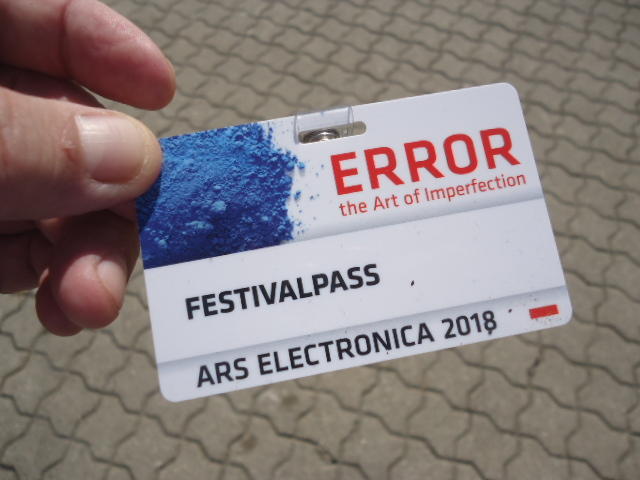 ERROR
the Art of Imperfection
FESTIVALPASS
ARS ELECTRONICA 2018